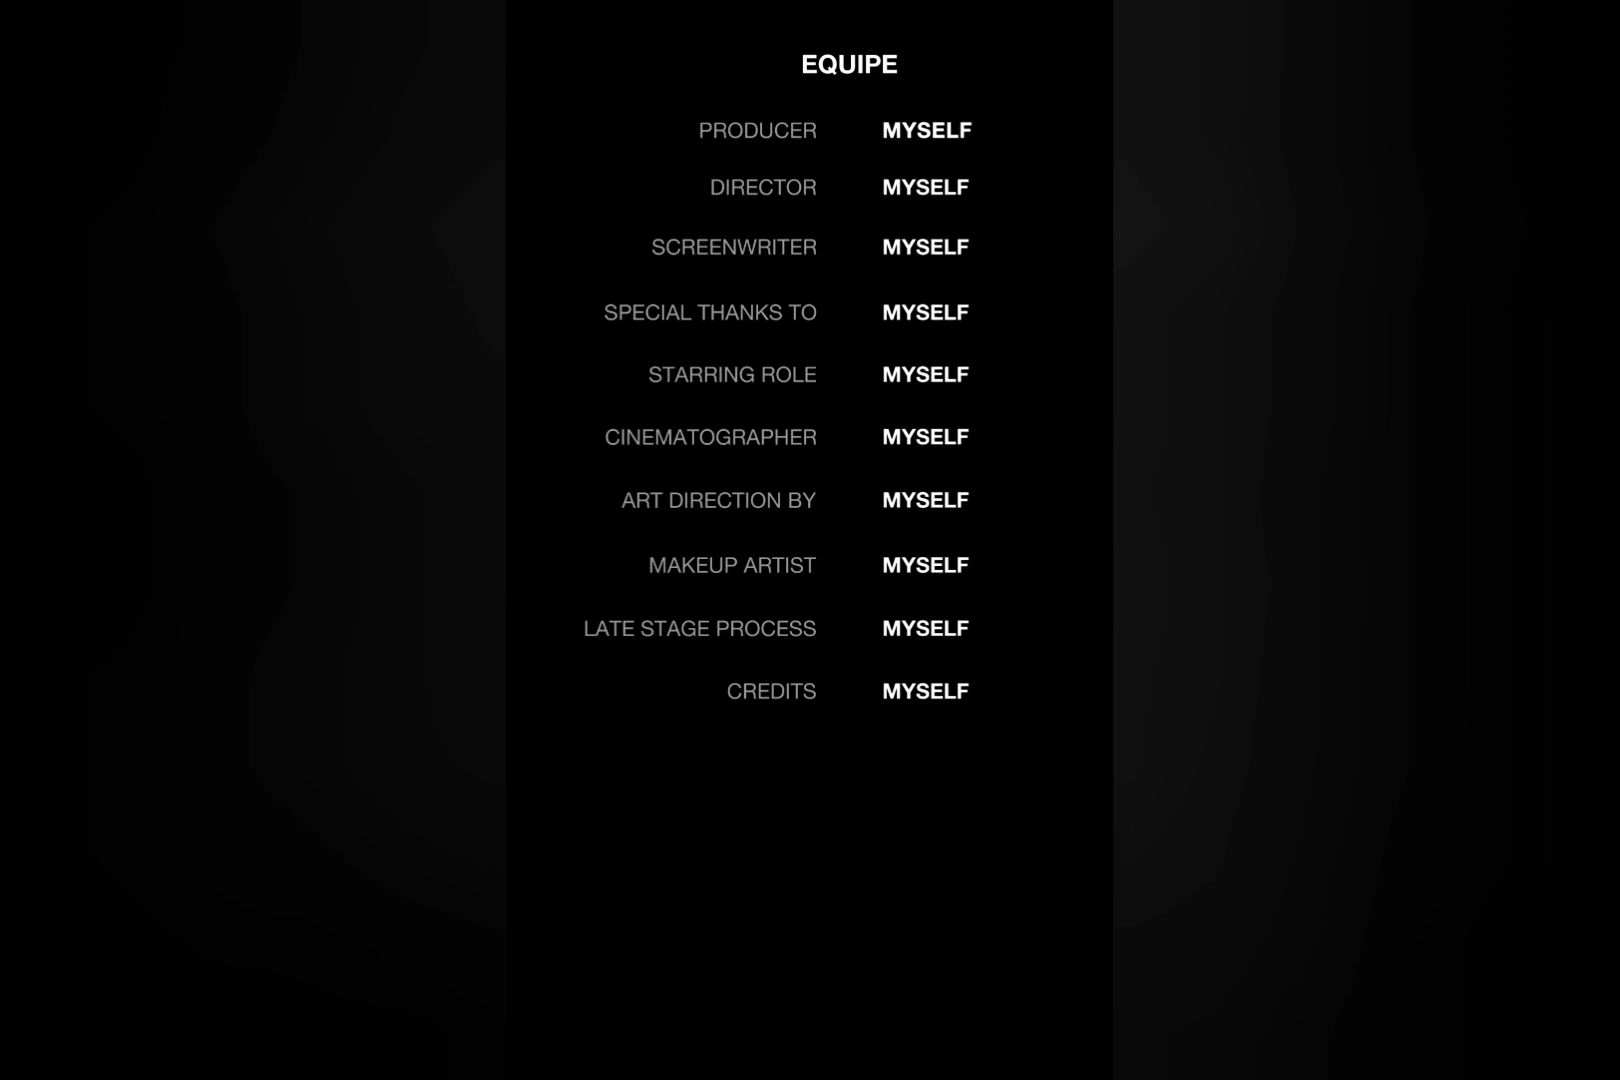 EQUIPE
PRODUCER MYSELF
DIRECTOR MYSELF
SCREENWRITER MYSELF
SPECIAL THANKS TO MYSELF
STARRING ROLE MYSELF
CINEMATOGRAPHER MYSELF
ART DIRECTION BY MYSELF
MAKEUP ARTIST MYSELF
LATE STAGE PROCESS MYSELF
CREDITS MYSELF